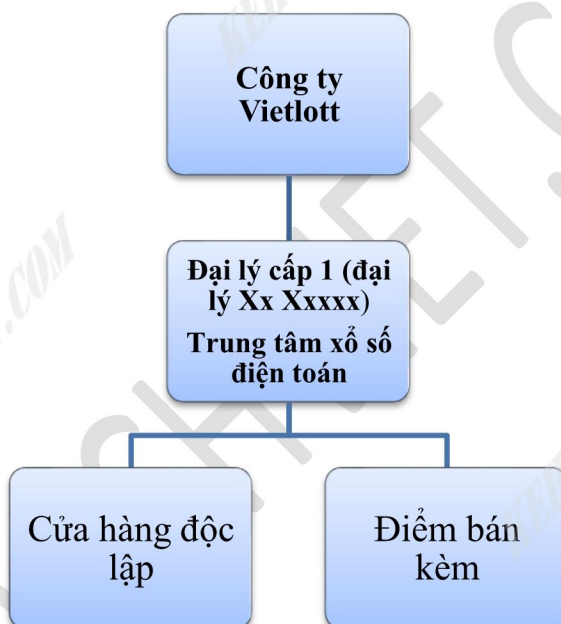 Công ty
Vietlott
Đại lý cấp 1 (đại
lý Xx Xxxxx)
Trung tâm xổ số
điện toán
Cửa hàng độc
lập
Điểm bán
kèm